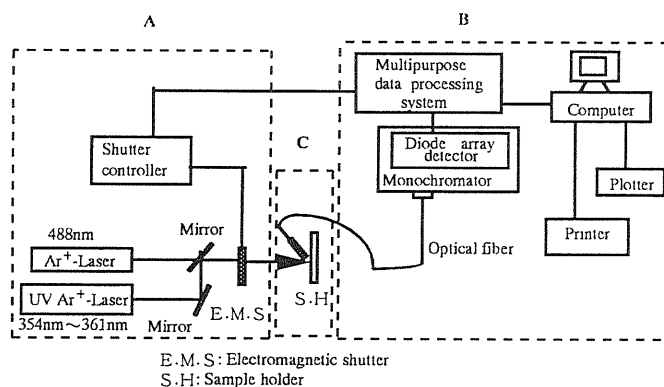 A
B
Multipurpose
data processing
system
Computer
C
Shutter
controller
Diode array
detector
Monochromator
Plotter
Printer
Optical fiber
488nm
Mirror
Ar+-Laser
UV Ar+-Laser
354nm～361nm
Mirror
E.M.S
S.H
E.M.S: Electromagnetic shutter
S.H: Sample holder